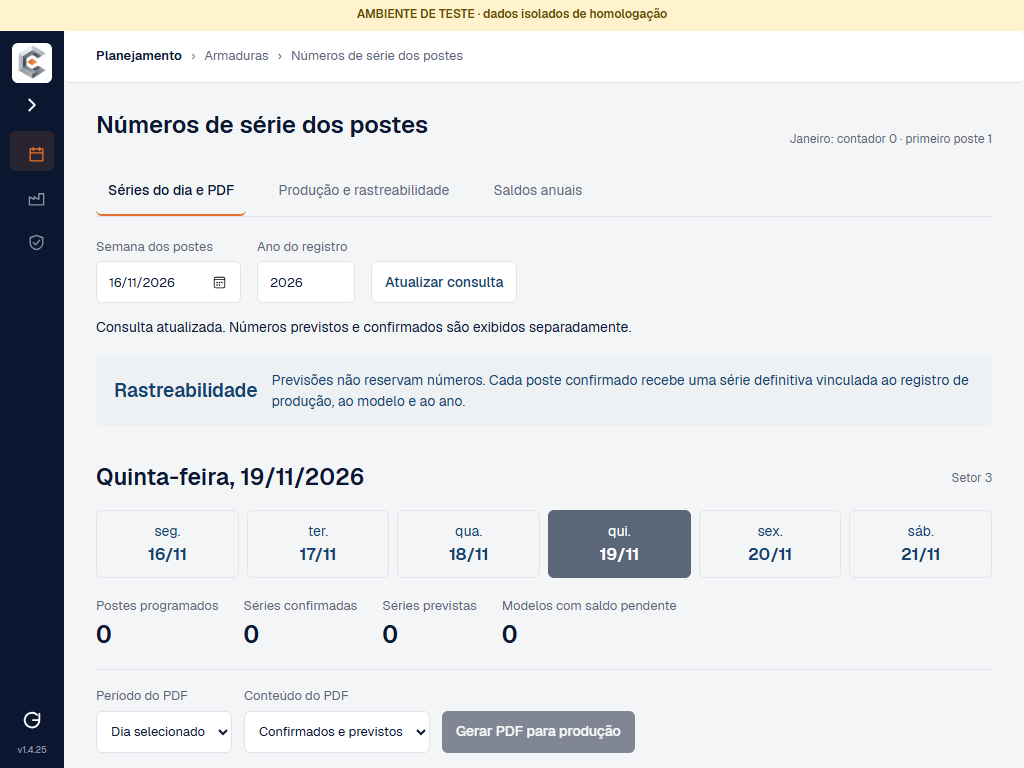 AMBIENTE DE TESTE · dados isolados de homologação
Planejamento › Armaduras › Números de série dos postes
Números de série dos postes
Janeiro: contador 0 · primeiro poste 1
Séries do dia e PDF
Produção e rastreabilidade
Saldos anuais
Semana dos postes
Ano do registro
16/11/2026
2026
Atualizar consulta
Consulta atualizada. Números previstos e confirmados são exibidos separadamente.
Rastreabilidade
Previsões não reservam números. Cada poste confirmado recebe uma série definitiva vinculada ao registro de
produção, ao modelo e ao ano.
Quinta-feira, 19/11/2026
Setor 3
seg.
16/11
ter.
17/11
qua.
18/11
qui.
19/11
sex.
20/11
sáb.
21/11
Postes programados
0
Séries confirmadas
0
Séries previstas
0
Modelos com saldo pendente
0
Período do PDF
Conteúdo do PDF
Dia selecionado
Confirmados e previstos
Gerar PDF para produção
v1.4.25